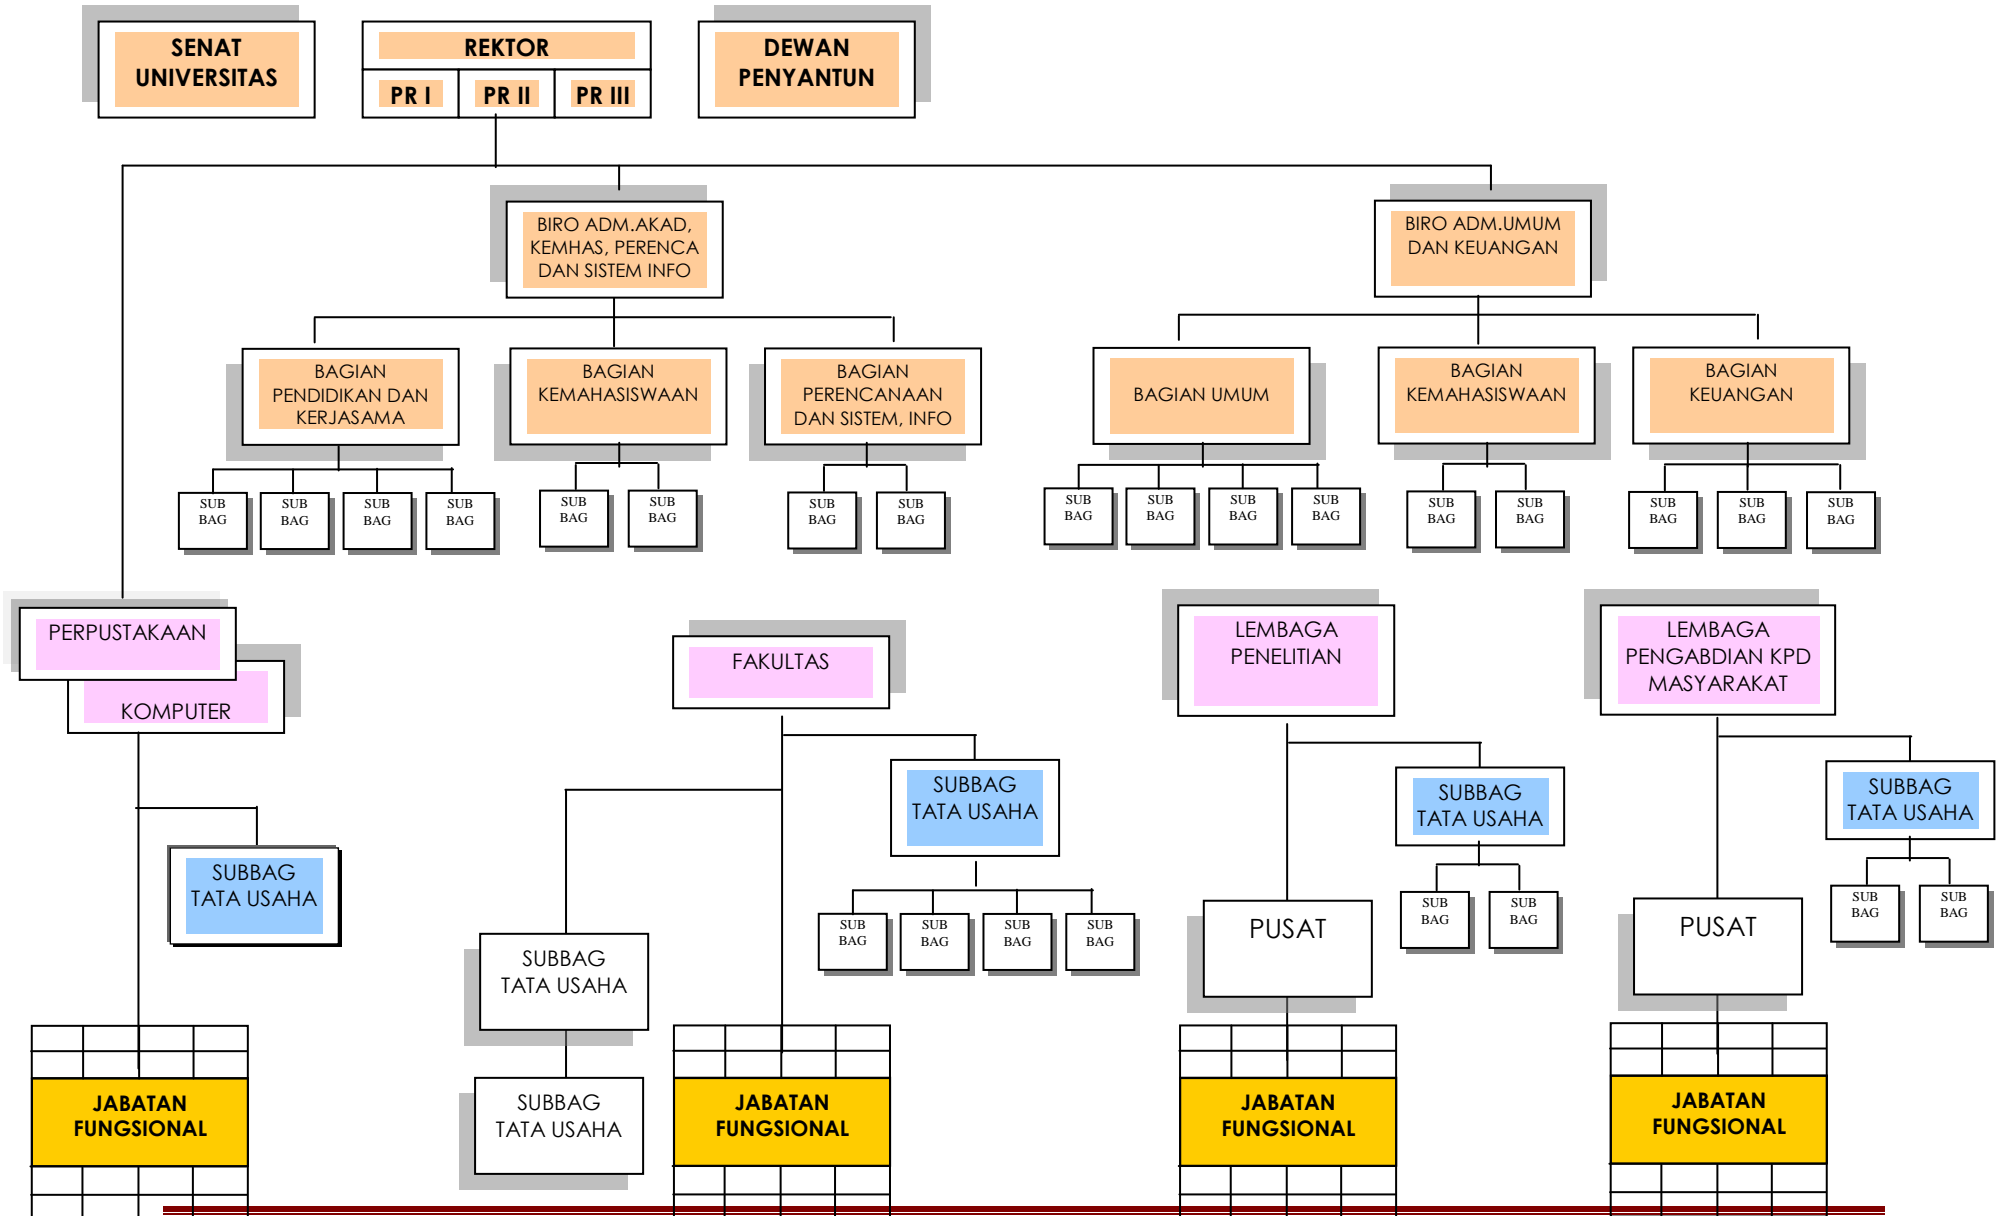 SENAT
UNIVERSITAS
REKTOR
PR I
PR II
PR III
DEWAN
PENYANTUN
BIRO ADM.AKAD,
KEMHAS, PERENCA
DAN SISTEM INFO
BIRO ADM.UMUM
DAN KEUANGAN
BAGIAN
PENDIDIKAN DAN
KERJASAMA
BAGIAN
KEMAHASISWAAN
BAGIAN
PERENCANAAN
DAN SISTEM, INFO
BAGIAN UMUM
BAGIAN
KEMAHASISWAAN
BAGIAN
KEUANGAN
SUB
BAG
SUB
BAG
SUB
BAG
SUB
BAG
SUB
BAG
SUB
BAG
SUB
BAG
SUB
BAG
SUB
BAG
SUB
BAG
SUB
BAG
SUB
BAG
SUB
BAG
SUB
BAG
SUB
BAG
SUB
BAG
SUB
BAG
PERPUSTAKAAN
KOMPUTER
FAKULTAS
LEMBAGA
PENELITIAN
LEMBAGA
PENGABDIAN KPD
MASYARAKAT
SUBBAG
TATA USAHA
SUBBAG
TATA USAHA
SUBBAG
TATA USAHA
SUBBAG
TATA USAHA
SUB
BAG
SUB
BAG
SUB
BAG
SUB
BAG
SUB
BAG
SUB
BAG
SUB
BAG
SUB
BAG
SUBBAG
TATA USAHA
PUSAT
PUSAT
SUBBAG
TATA USAHA
JABATAN
FUNGSIONAL
JABATAN
FUNGSIONAL
JABATAN
FUNGSIONAL
JABATAN
FUNGSIONAL